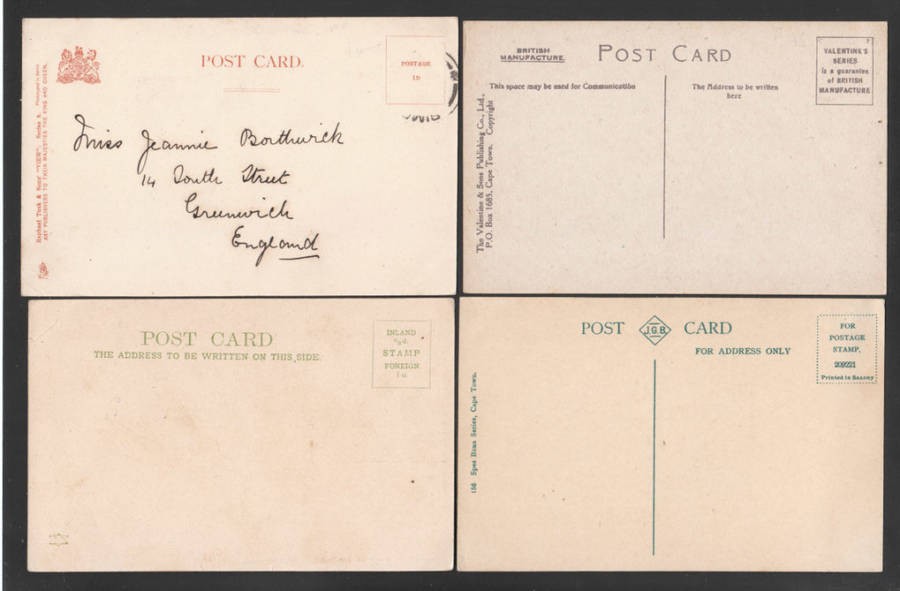 POST CARD.
POSTAGE
1D
Miss Jeannie Borthwick
14 South Street
Greenwich
England
Raphael Tuck & Sons' "VIEW". Series
ART PUBLISHERS TO THEIR MAJESTIES THE KING AND QUEEN.
BRITISH
MANUFACTURE.
POST CARD
VALENTINE'S
SERIES
is a guarantee
of BRITISH
MANUFACTURE
This space may be used for Communication
The Address to be written
here
The Valentine & Sons Publishing Co., Ltd.,
P.O. Box 1685, Cape Town. Copyright
POST CARD
THE ADDRESS TO BE WRITTEN ON THIS SIDE.
INLAND
½d.
STAMP
FOREIGN
1d.
POST J.G.B. CARD
FOR ADDRESS ONLY
FOR
POSTAGE
STAMP.
209221
Printed in Saxony
Spes Bona Series, Cape Town.